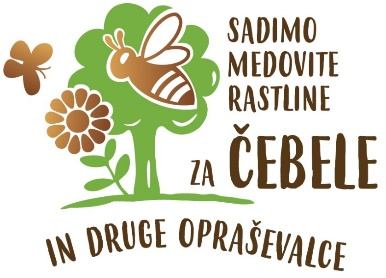 SADIMO
MEDOVITE
RASTLINE
ZA ČEBELE
IN DRUGE OPRAŠEVALCE